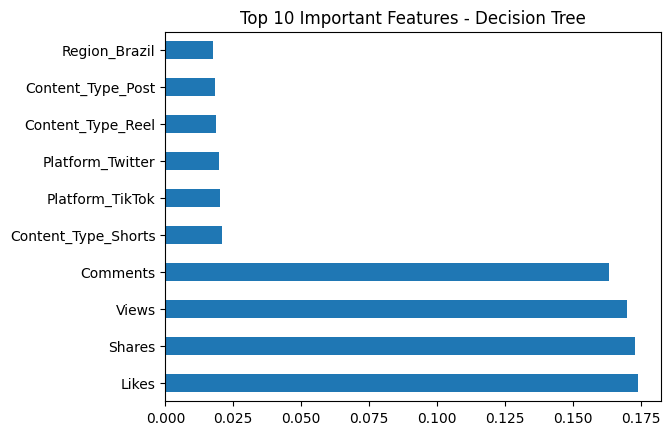 Top 10 Important Features - Decision Tree
Region_Brazil
Content_Type_Post
Content_Type_Reel
Platform_Twitter
Platform_TikTok
Content_Type_Shorts
Comments
Views
Shares
Likes
0.000 0.025 0.050 0.075 0.100 0.125 0.150 0.175